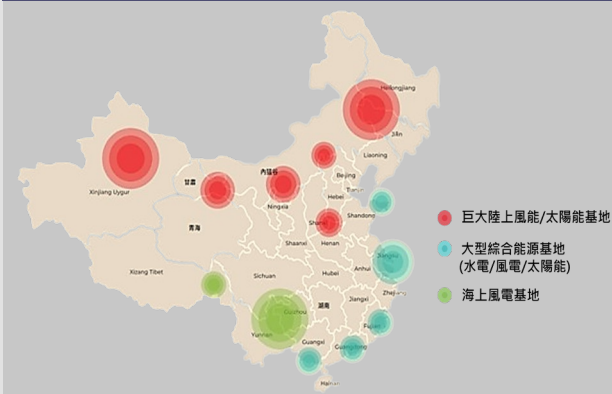 Heilongjiang
Jilin
Liaoning
內蒙古
Beijing
Tianjin
甘肅
Xinjiang Uygur
Hebei
Ningxia
Shandong
Shanxi
青海
Shaanxi
Henan
Jiangsu
Anhui
Xizang Tibet
Sichuan
Hubei
Zhejiang
湖南
Jiangxi
Guizhou
Fujian
Yunnan
Guangxi
Guangdong
Hainan
巨大陸上風能/太陽能基地
大型綜合能源基地
(水電/風電/太陽能)
海上風電基地